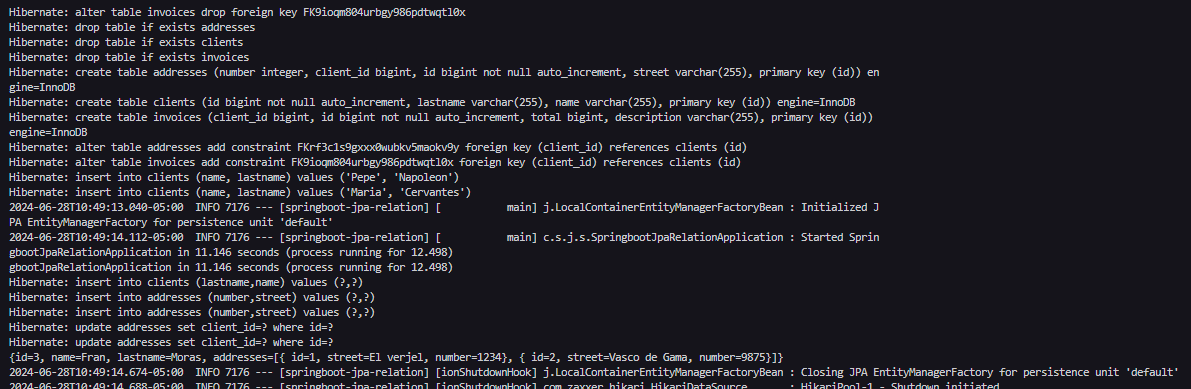 Hibernate: alter table invoices drop foreign key FK9ioqm804urbgy986pdtwqtl0x
Hibernate: drop table if exists addresses
Hibernate: drop table if exists clients
Hibernate: drop table if exists invoices
Hibernate: create table addresses (number integer, client_id bigint, id bigint not null auto_increment, street varchar(255), primary key (id)) en
gine=InnoDB
Hibernate: create table clients (id bigint not null auto_increment, lastname varchar(255), name varchar(255), primary key (id)) engine=InnoDB
Hibernate: create table invoices (client_id bigint, id bigint not null auto_increment, total bigint, description varchar(255), primary key (id))
engine=InnoDB
Hibernate: alter table addresses add constraint FKrf3c1s9gxxx0wubkv5maokv9y foreign key (client_id) references clients (id)
Hibernate: alter table invoices add constraint FK9ioqm804urbgy986pdtwqtl0x foreign key (client_id) references clients (id)
Hibernate: insert into clients (name, lastname) values ('Pepe', 'Napoleon')
Hibernate: insert into clients (name, lastname) values ('Maria', 'Cervantes')
2024-06-28T10:49:13.040-05:00  INFO 7176 --- [springboot-jpa-relation] [           main] j.LocalContainerEntityManagerFactoryBean : Initialized J
PA EntityManagerFactory for persistence unit 'default'
2024-06-28T10:49:14.112-05:00  INFO 7176 --- [springboot-jpa-relation] [           main] c.s.j.s.SpringbootJpaRelationApplication : Started Sprin
gbootJpaRelationApplication in 11.146 seconds (process running for 12.498)
gbootJpaRelationApplication in 11.146 seconds (process running for 12.498)
Hibernate: insert into clients (lastname,name) values (?,?)
Hibernate: insert into addresses (number,street) values (?,?)
Hibernate: insert into addresses (number,street) values (?,?)
Hibernate: update addresses set client_id=? where id=?
Hibernate: update addresses set client_id=? where id=?
{id=3, name=Fran, lastname=Moras, addresses=[{ id=1, street=El verjel, number=1234}, { id=2, street=Vasco de Gama, number=9875}]}
2024-06-28T10:49:14.674-05:00  INFO 7176 --- [springboot-jpa-relation] [ionShutdownHook] j.LocalContainerEntityManagerFactoryBean : Closing JPA EntityManagerFactory for persistence unit 'default'
2024-06-28T10:49:14.688-05:00  INFO 7176 --- [springboot-jpa-relation] [ionShutdownHook] com.zaxxer.hikari.HikariDataSource       : HikariPool-1 - Shutdown initiated...